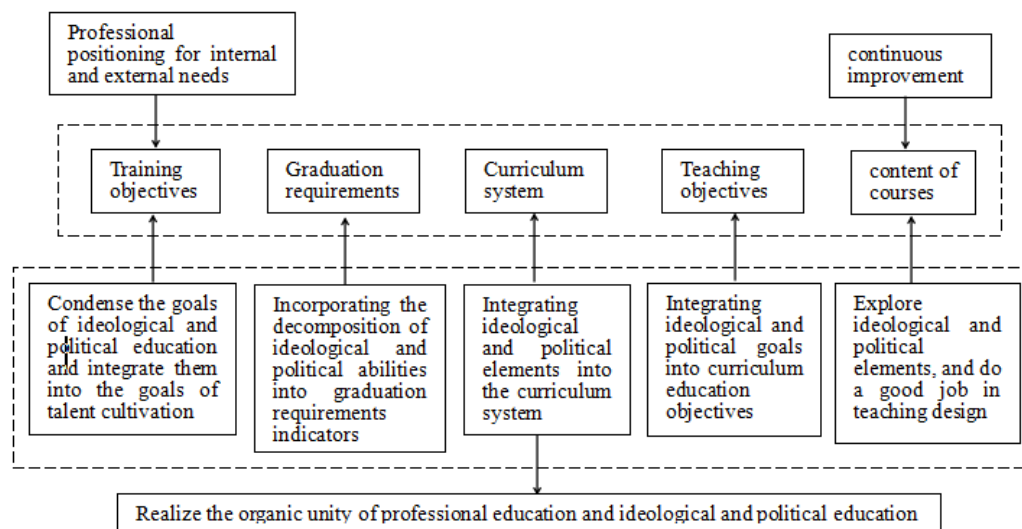 Professional
positioning for internal
and external needs
continuous
improvement
Training
objectives
Graduation
requirements
Curriculum
system
Teaching
objectives
content of
courses
Condense the goals
of ideological and
political education
and integrate them
into the goals of
talent cultivation
Incorporating the
decomposition of
ideological and
political abilities
into graduation
requirements
indicators
Integrating
ideological
and political
elements into
the curriculum
system
Integrating
ideological and
political goals
into curriculum
education
objectives
Explore
ideological and
political
elements, and do
a good job in
teaching design
Realize the organic unity of professional education and ideological and political education